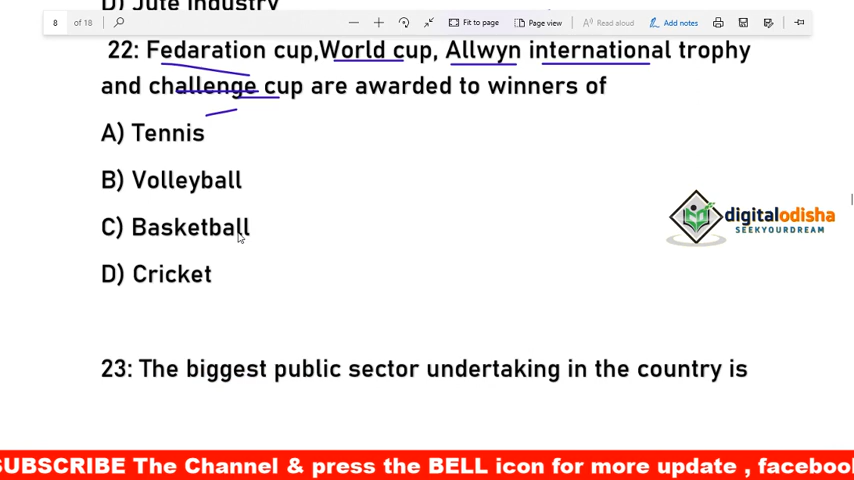 D) Jute Industry
8 of 18
Fit to page
Page view
Read aloud
Add notes
22: Fedaration cup,World cup, Allwyn international trophy
and challenge cup are awarded to winners of
A) Tennis
B) Volleyball
C) Basketball
D) Cricket
digitalodisha
SEEKYOURDREAM
23: The biggest public sector undertaking in the country is
SUBSCRIBE The Channel & press the BELL icon for more update , faceboo